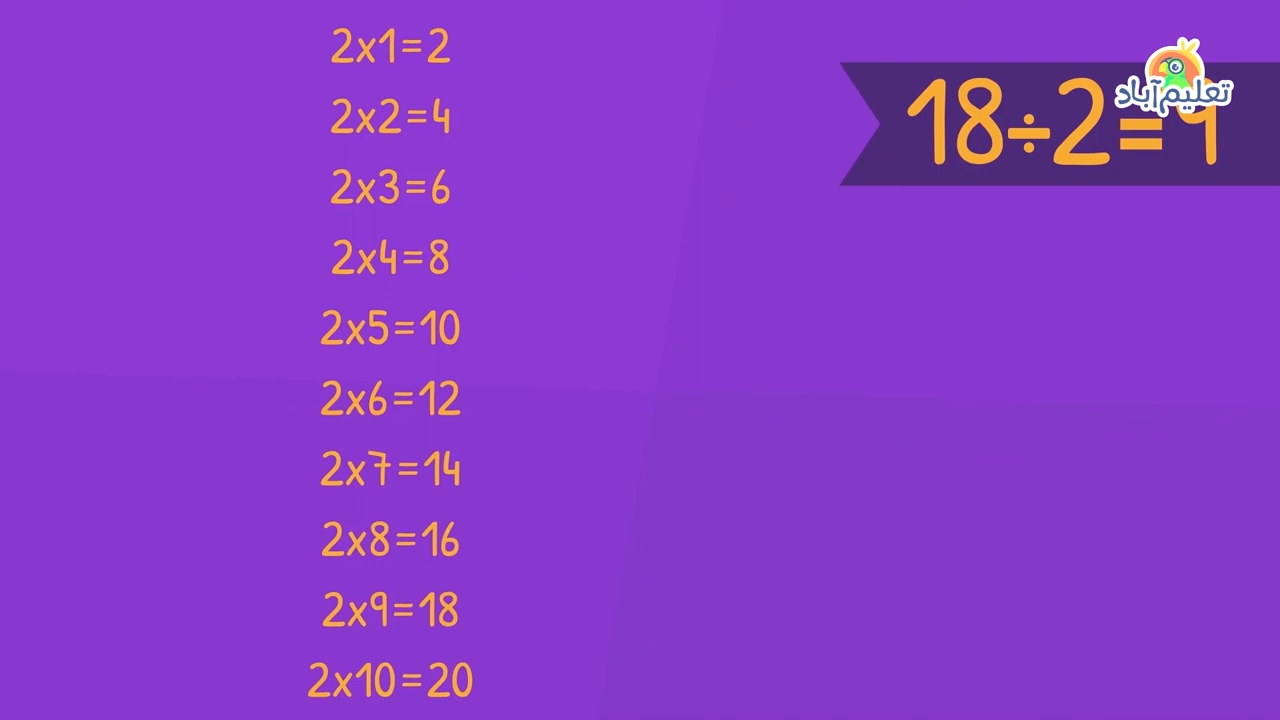 2x1=2
2x2=4
2x3=6
2x4=8
2x5=10
2x6=12
2x7=14
2x8=16
2x9=18
2x10=20
18÷2=9
تعلیم آباد